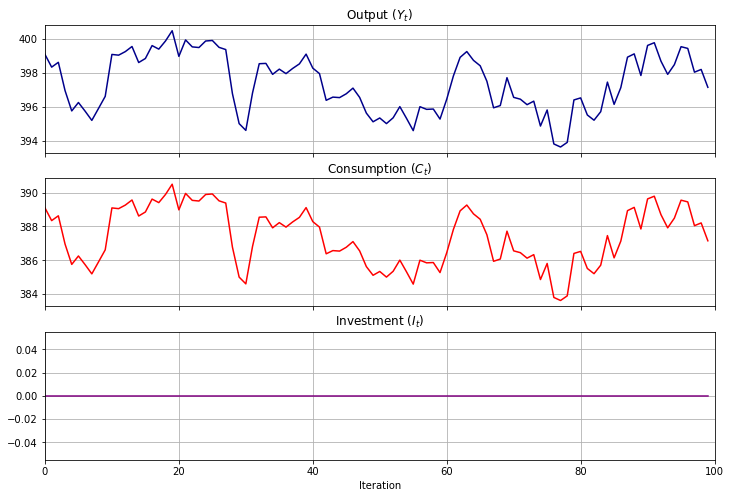 Output (Y_t)
400
398
396
394
Consumption (C_t)
390
388
386
384
Investment (I_t)
0.04
0.02
0.00
−0.02
−0.04
0 20 40 60 80 100
Iteration